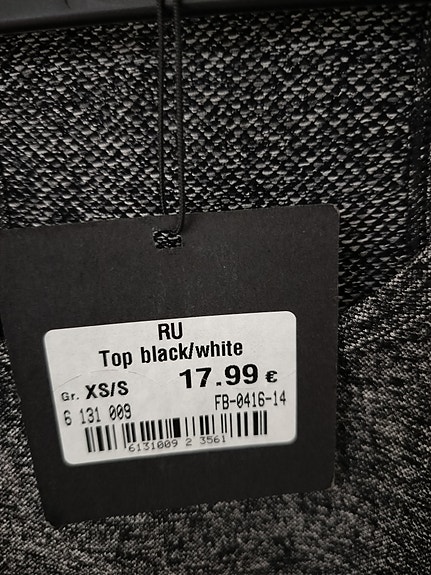 RU
Top black/white
Gr. XS/S 17.99 €
6 131 009 FB-0416-14
6131009 2 3561